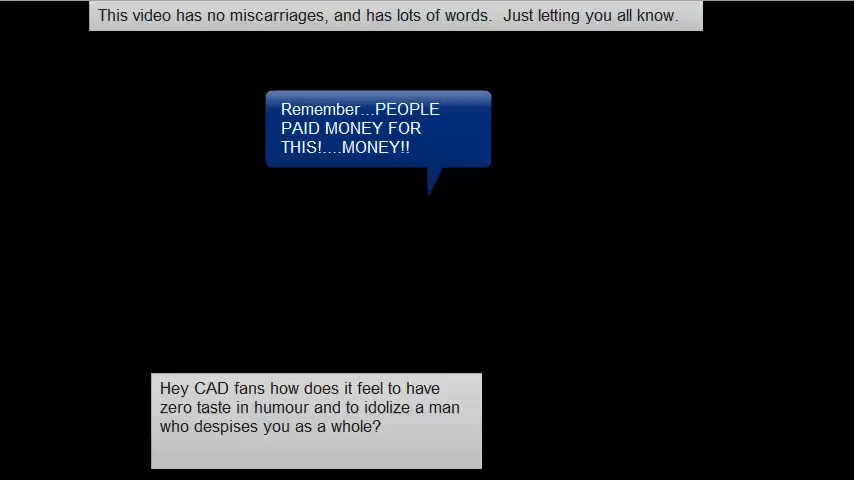 This video has no miscarriages, and has lots of words.  Just letting you all know.
Remember...PEOPLE
PAID MONEY FOR
THIS!....MONEY!!
Hey CAD fans how does it feel to have
zero taste in humour and to idolize a man
who despises you as a whole?